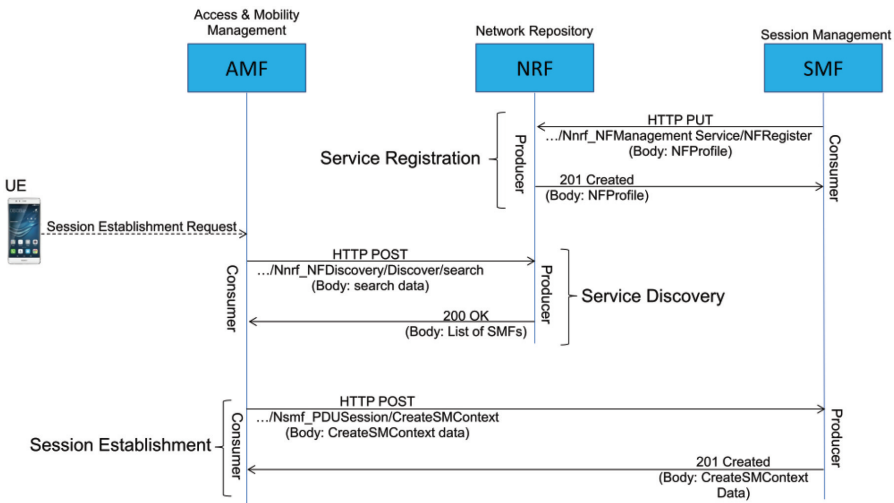 Access & Mobility
Management
Network Repository
Session Management
AMF
NRF
SMF
HTTP PUT
…/Nnrf_NFManagement Service/NFRegister
(Body: NFProfile)
Service Registration
Producer
Consumer
201 Created
(Body: NFProfile)
UE
Session Establishment Request
HTTP POST
…/Nnrf_NFDiscovery/Discover/search
(Body: search data)
Consumer
Producer
Service Discovery
200 OK
(Body: List of SMFs)
HTTP POST
…/Nsmf_PDUSession/CreateSMContext
(Body: CreateSMContext data)
Session Establishment
Consumer
Producer
201 Created
(Body: CreateSMContext
Data)